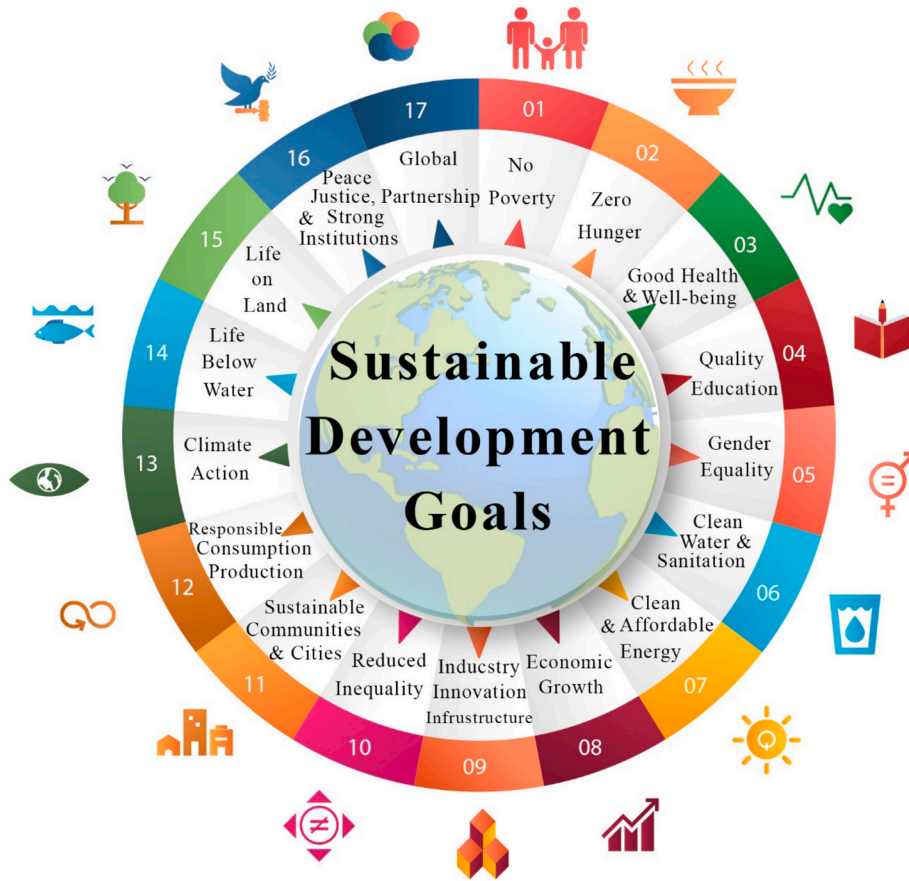 Sustainable
Development
Goals
01
No
Poverty
02
Zero
Hunger
03
Good Health
& Well-being
04
Quality
Education
05
Gender
Equality
06
Clean
Water &
Sanitation
07
Clean
& Affordable
Energy
08
Economic
Growth
09
Inducstry
Innovation
Infrustructure
10
Reduced
Inequality
11
Sustainable
Communities
& Cities
12
Responsible
Consumption
Production
13
Climate
Action
14
Life
Below
Water
15
Life
on
Land
16
Peace
Justice,
& Strong
Institutions
17
Global
Partnership